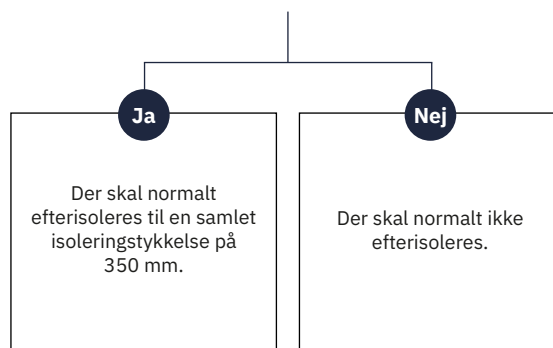 Ja
Der skal normalt
efterisoleres til en samlet
isoleringstykkelse på
350 mm.
Nej
Der skal normalt ikke
efterisoleres.